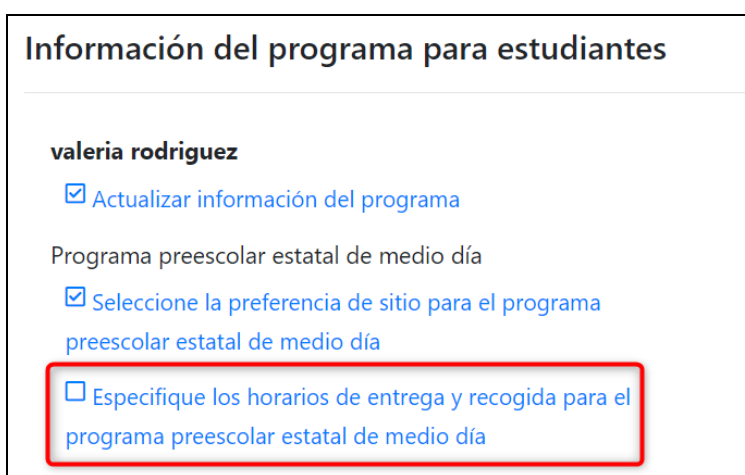 Información del programa para estudiantes
valeria rodriguez
Actualizar información del programa
Programa preescolar estatal de medio día
Seleccione la preferencia de sitio para el programa
preescolar estatal de medio día
Especifique los horarios de entrega y recogida para el
programa preescolar estatal de medio día